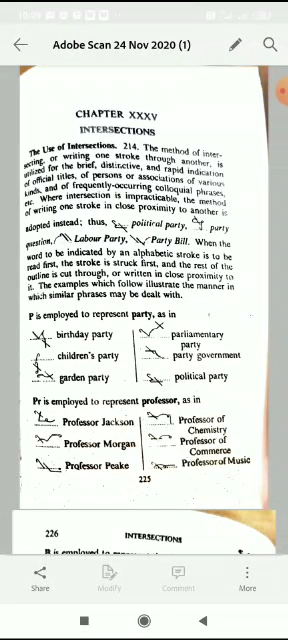 Adobe Scan 24 Nov 2020 (1)
CHAPTER XXXV
INTERSECTIONS
The Use of Intersections. 214. The method of inter-
secting, or writing one stroke through another, is
utilized for the brief, distinctive, and rapid indication
of official titles, of persons or associations of various
kinds, and of frequently-occurring colloquial phrases,
etc. Where intersection is impracticable, the method
of writing one stroke in close proximity to another is
adopted instead; thus, political party, party
question, Labour Party, Party Bill. When the
word to be indicated by an alphabetic stroke is to be
read first, the stroke is struck first, and the rest of the
outline is cut through, or written in close proximity to
it. The examples which follow illustrate the manner in
which similar phrases may be dealt with.
P is employed to represent party, as in
birthday party parliamentary
party
children's party party government
garden party political party
Pr is employed to represent professor, as in
Professor Jackson Professor of
Chemistry
Professor Morgan Professor of
Commerce
Professor Peake Professor of Music
225
226 INTERSECTIONS
Share Modify Comment More